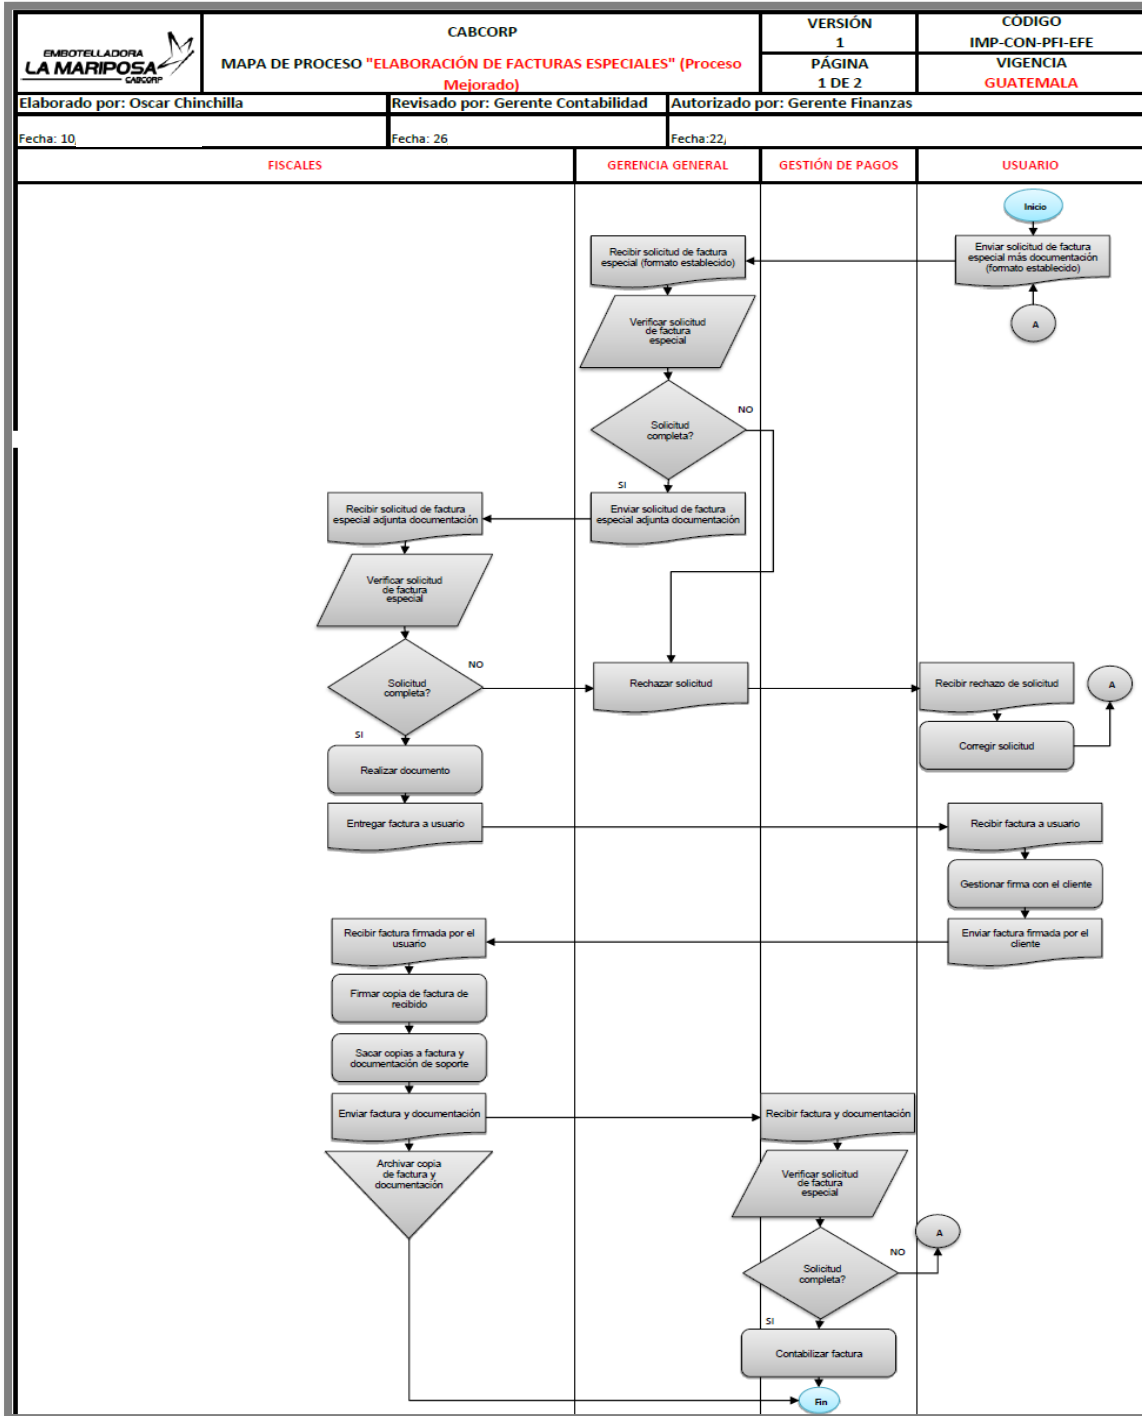 EMBOTELLADORA
LA MARIPOSA
CABCORP
CABCORP
MAPA DE PROCESO "ELABORACIÓN DE FACTURAS ESPECIALES" (Proceso
Mejorado)
VERSIÓN
1
CÓDIGO
IMP-CON-PFI-EFE
PÁGINA
1 DE 2
VIGENCIA
GUATEMALA
Elaborado por: Oscar Chinchilla
Revisado por: Gerente Contabilidad
Autorizado por: Gerente Finanzas
Fecha: 10
Fecha: 26
Fecha:22
FISCALES
GERENCIA GENERAL
GESTIÓN DE PAGOS
USUARIO
Inicio
Enviar solicitud de factura
especial más documentación
(formato establecido)
Recibir solicitud de factura
especial (formato establecido)
A
Verificar solicitud
de factura
especial
Solicitud
completa?
NO
SI
Enviar solicitud de factura
especial adjunta documentación
Recibir solicitud de factura
especial adjunta documentación
Verificar solicitud
de factura
especial
Solicitud
completa?
NO
SI
Rechazar solicitud
Recibir rechazo de solicitud
A
Corregir solicitud
Realizar documento
Entregar factura a usuario
Recibir factura a usuario
Gestionar firma con el cliente
Enviar factura firmada por el
cliente
Recibir factura firmada por el
usuario
Firmar copia de factura de
recibido
Sacar copias a factura y
documentación de soporte
Enviar factura y documentación
Recibir factura y documentación
Archivar copia
de factura y
documentación
Verificar solicitud
de factura
especial
A
Solicitud
completa?
NO
SI
Contabilizar factura
Fin